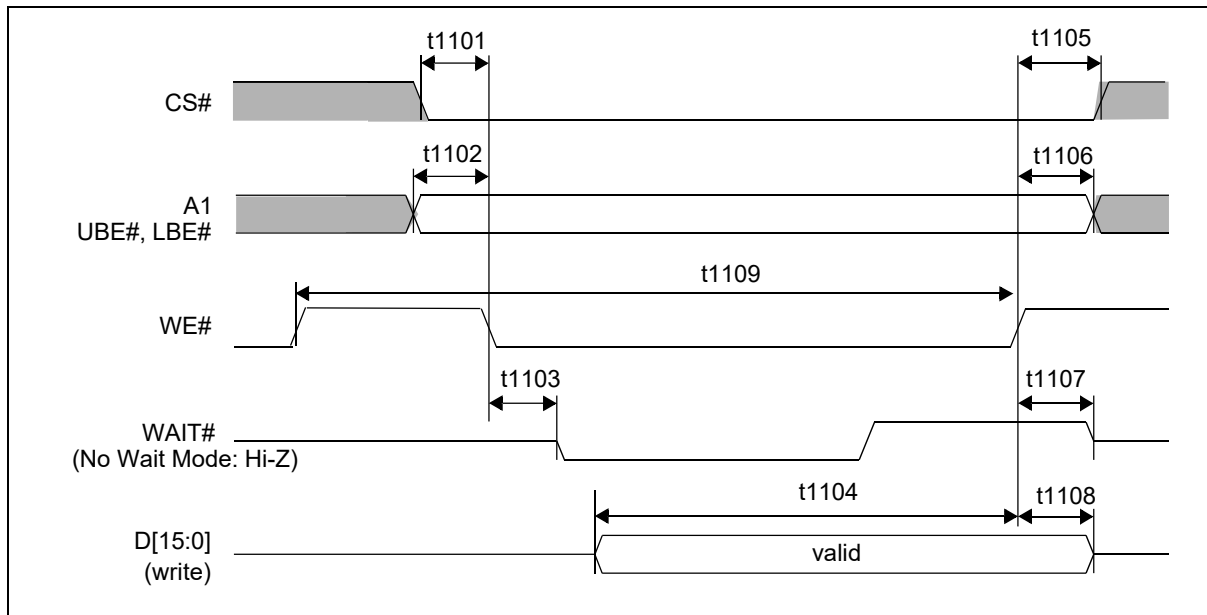 t1101
t1105
CS#
t1102
t1106
A1
UBE#, LBE#
t1109
WE#
t1103
t1107
WAIT#
(No Wait Mode: Hi-Z)
t1104
t1108
D[15:0]
valid
(write)